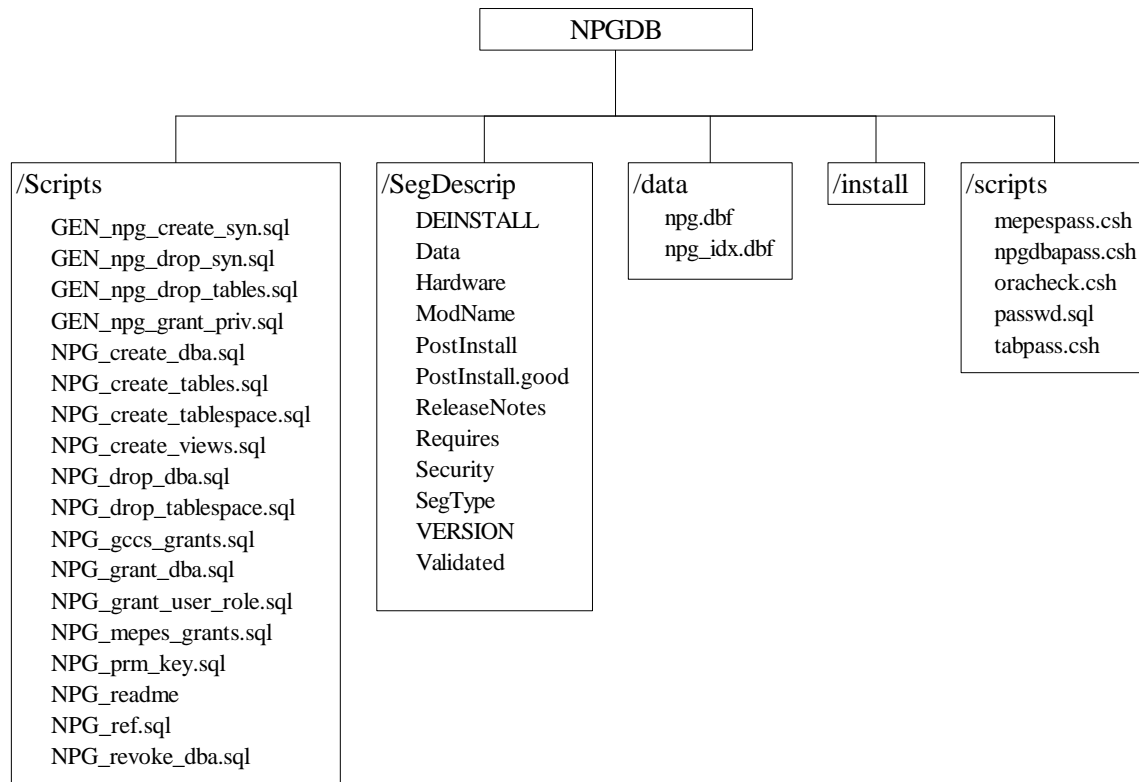 NPGDB
/Scripts
GEN_npg_create_syn.sql
GEN_npg_drop_syn.sql
GEN_npg_drop_tables.sql
GEN_npg_grant_priv.sql
NPG_create_dba.sql
NPG_create_tables.sql
NPG_create_tablespace.sql
NPG_create_views.sql
NPG_drop_dba.sql
NPG_drop_tablespace.sql
NPG_gccs_grants.sql
NPG_grant_dba.sql
NPG_grant_user_role.sql
NPG_mepes_grants.sql
NPG_prm_key.sql
NPG_readme
NPG_ref.sql
NPG_revoke_dba.sql
/SegDescrip
DEINSTALL
Data
Hardware
ModName
PostInstall
PostInstall.good
ReleaseNotes
Requires
Security
SegType
VERSION
Validated
/data
npg.dbf
npg_idx.dbf
/install
/scripts
mepespass.csh
npgdbapass.csh
oracheck.csh
passwd.sql
tabpass.csh